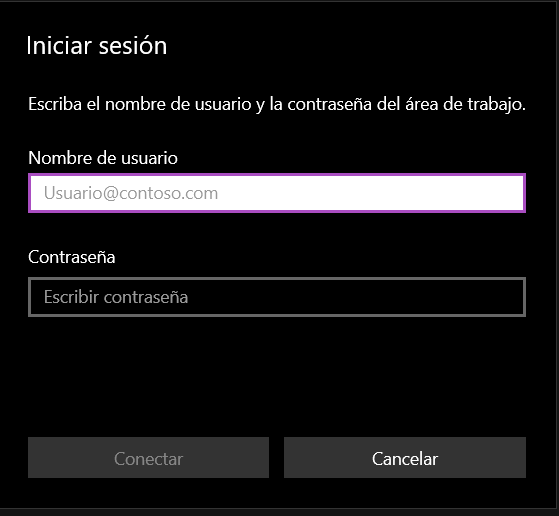 Iniciar sesión
Escriba el nombre de usuario y la contraseña del área de trabajo.
Nombre de usuario
Usuario@contoso.com
Contraseña
Escribir contraseña
Conectar
Cancelar